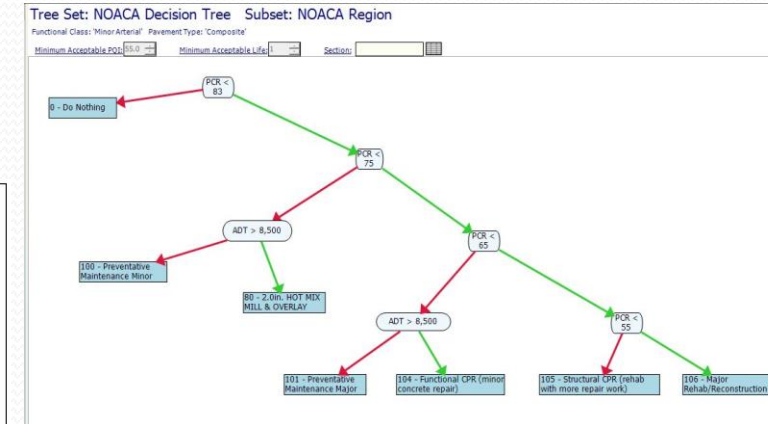 Tree Set: NOACA Decision Tree Subset: NOACA Region
Functional Class: 'Minor Arterial' Pavement Type: 'Composite'
Minimum Acceptable PQI: 55.0 Minimum Acceptable Life: 1 Section:
PCR <
83
0 - Do Nothing
PCR <
75
ADT > 8,500
PCR <
65
100 - Preventative
Maintenance Minor
80 - 2.0in. HOT MIX
MILL & OVERLAY
ADT > 8,500
PCR <
55
101 - Preventative
Maintenance Major
104 - Functional CPR (minor
concrete repair)
105 - Structural CPR (rehab
with more repair work)
106 - Major
Rehab/Reconstruction